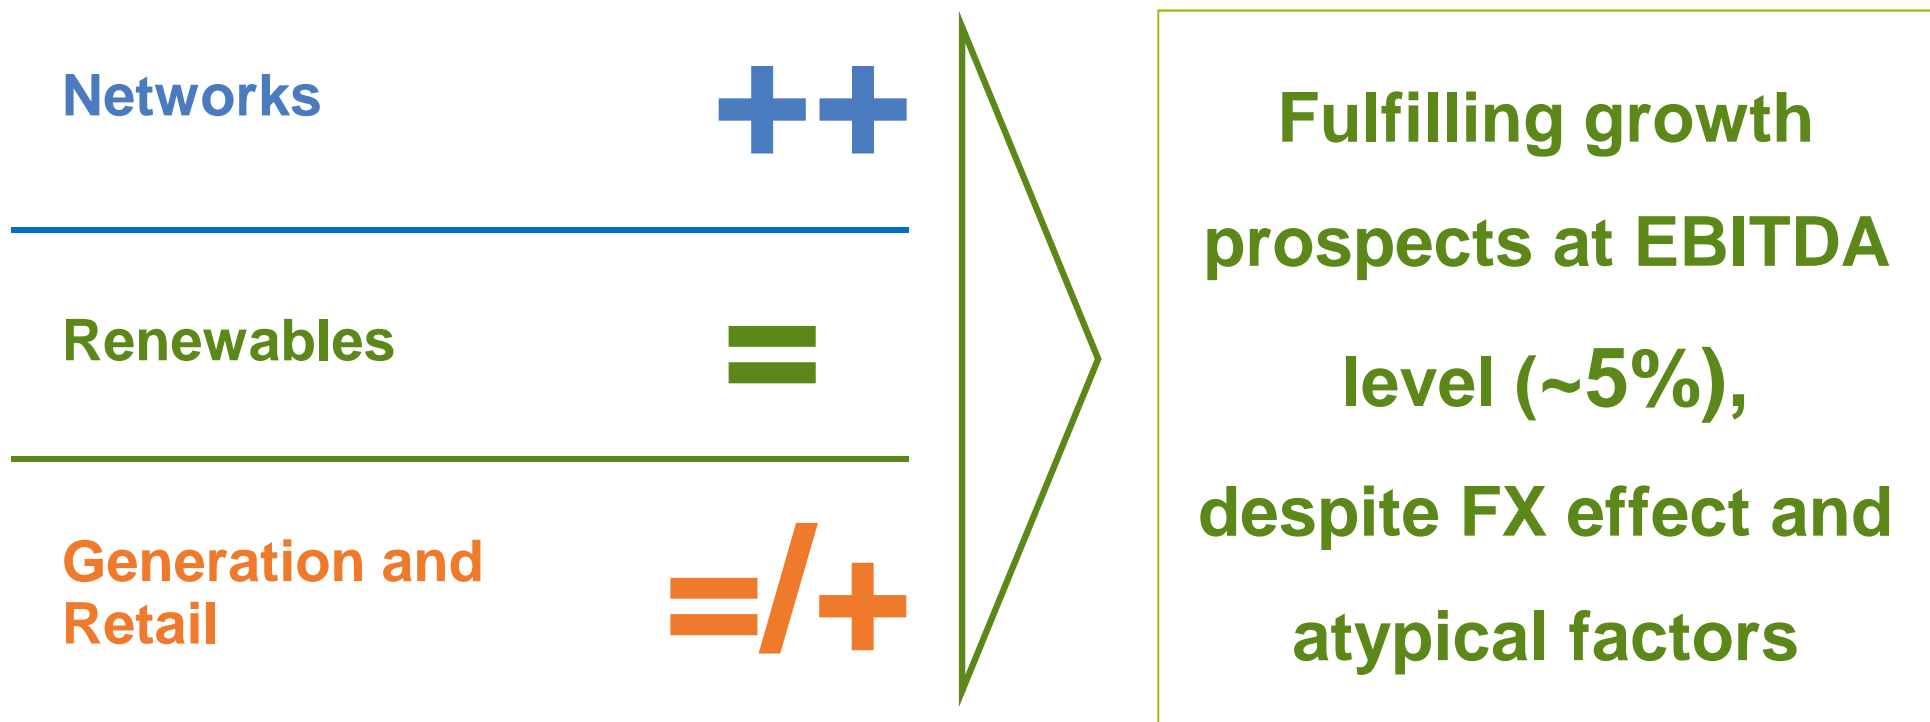 Networks ++
Renewables =
Generation and
Retail =/+
Fulfilling growth
prospects at EBITDA
level (~5%),
despite FX effect and
atypical factors